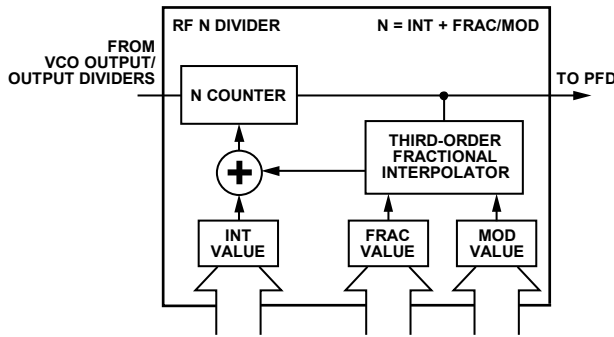 RF N DIVIDER
N = INT + FRAC/MOD
FROM
VCO OUTPUT/
OUTPUT DIVIDERS
N COUNTER
TO PFD
THIRD-ORDER
FRACTIONAL
INTERPOLATOR
+
INT
VALUE
FRAC
VALUE
MOD
VALUE